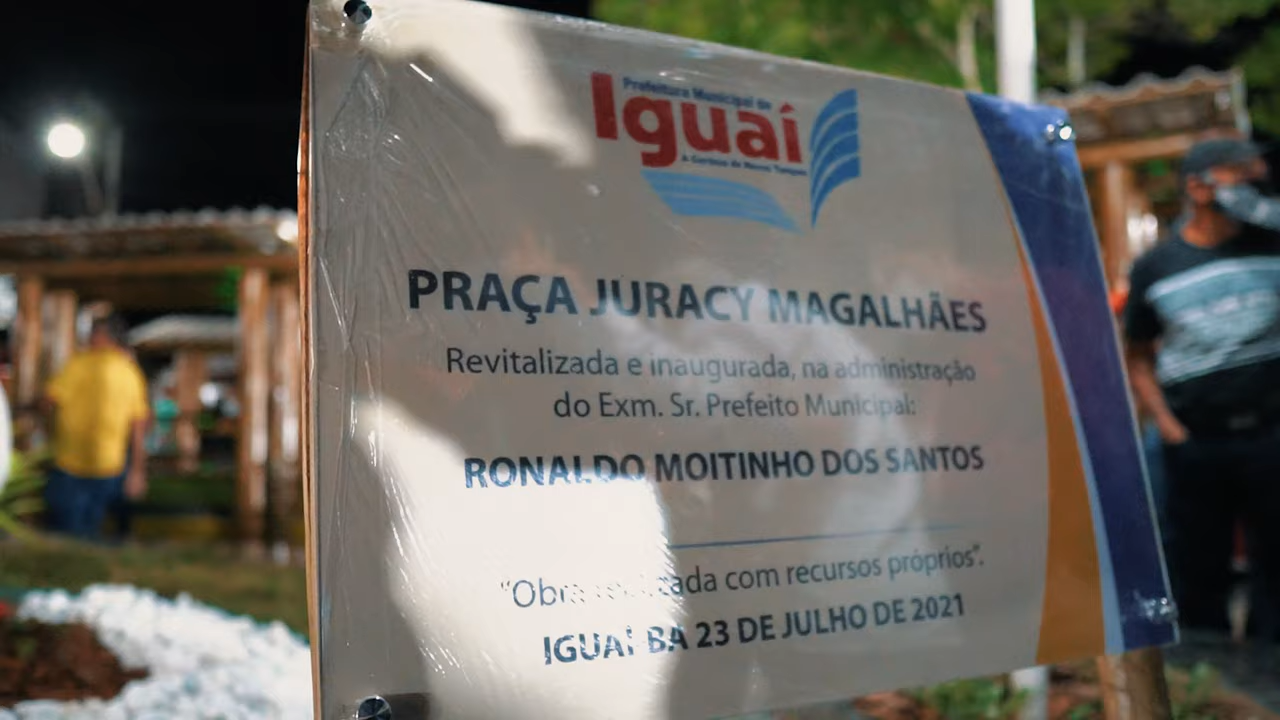 Prefeitura Municipal de
Iguaí
PRAÇA JURACY MAGALHÃES
Revitalizada e inaugurada, na administração
do Exm. Sr. Prefeito Municipal:
RONALDO MOITINHO DOS SANTOS
"Obra com recursos próprios".
IGUAÍ BA 23 DE JULHO DE 2021